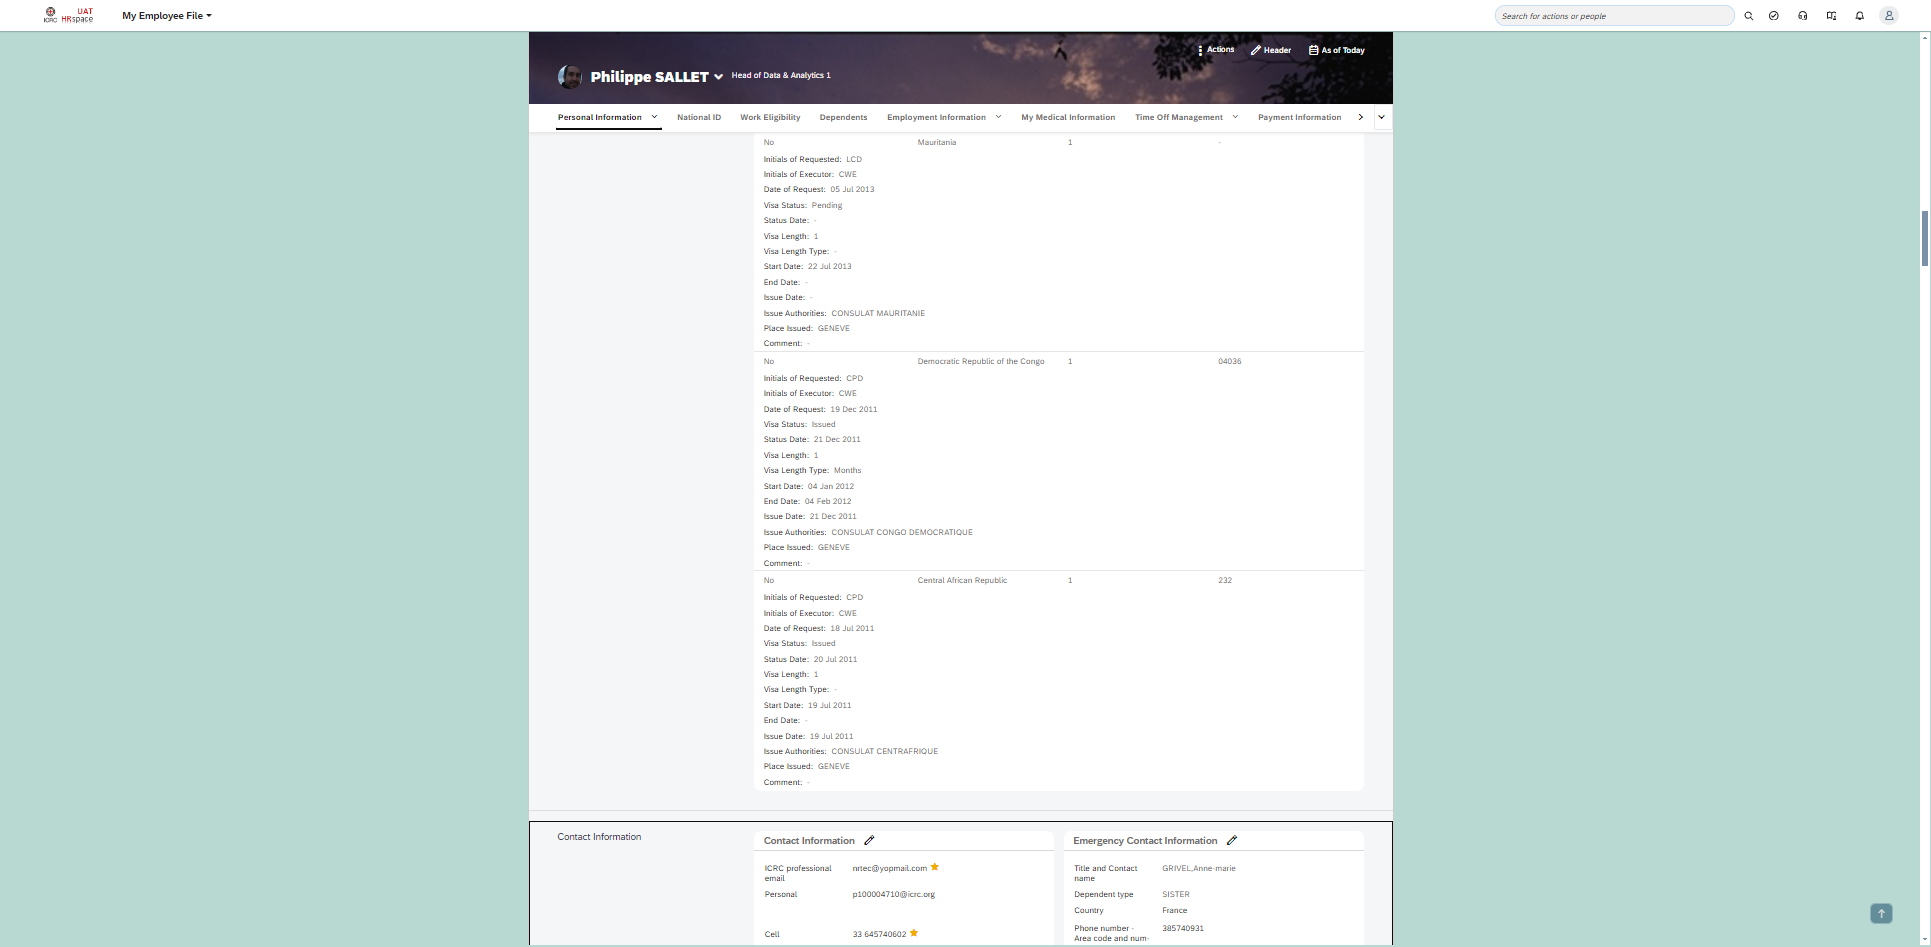 ICRC UAT HRspace My Employee File Search for actions or people
Actions Header As of Today
Philippe SALLET Head of Data & Analytics 1
Personal Information National ID Work Eligibility Dependents Employment Information My Medical Information Time Off Management Payment Information
No Mauritania 1 -
Initials of Requested: LCD
Initials of Executor: CWE
Date of Request: 05 Jul 2013
Visa Status: Pending
Status Date: -
Visa Length: 1
Visa Length Type: -
Start Date: 22 Jul 2013
End Date: -
Issue Date: -
Issue Authorities: CONSULAT MAURITANIE
Place Issued: GENEVE
Comment: -
No Democratic Republic of the Congo 1 04036
Initials of Requested: CPD
Initials of Executor: CWE
Date of Request: 19 Dec 2011
Visa Status: Issued
Status Date: 21 Dec 2011
Visa Length: 1
Visa Length Type: Months
Start Date: 04 Jan 2012
End Date: 04 Feb 2012
Issue Date: 21 Dec 2011
Issue Authorities: CONSULAT CONGO DEMOCRATIQUE
Place Issued: GENEVE
Comment: -
No Central African Republic 1 232
Initials of Requested: CPD
Initials of Executor: CWE
Date of Request: 18 Jul 2011
Visa Status: Issued
Status Date: 20 Jul 2011
Visa Length: 1
Visa Length Type: -
Start Date: 19 Jul 2011
End Date: -
Issue Date: 19 Jul 2011
Issue Authorities: CONSULAT CENTRAFRIQUE
Place Issued: GENEVE
Comment: -
Contact Information
Contact Information
ICRC professional email nrtec@yopmail.com
Personal p100004710@icrc.org
Cell 33 645740602
Emergency Contact Information
Title and Contact name GRIVEL,Anne-marie
Dependent type SISTER
Country France
Phone number - 385740931
Area code and num-